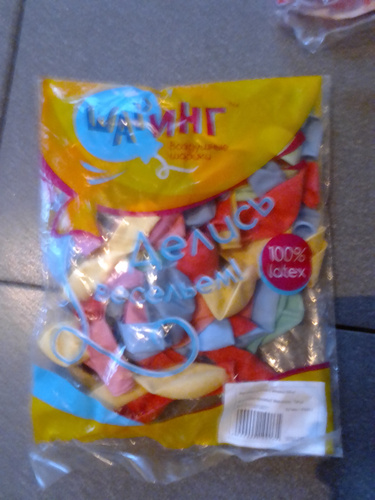 ШАРИНГ
Воздушные
шарики
Делись
весельем!
100%
latex